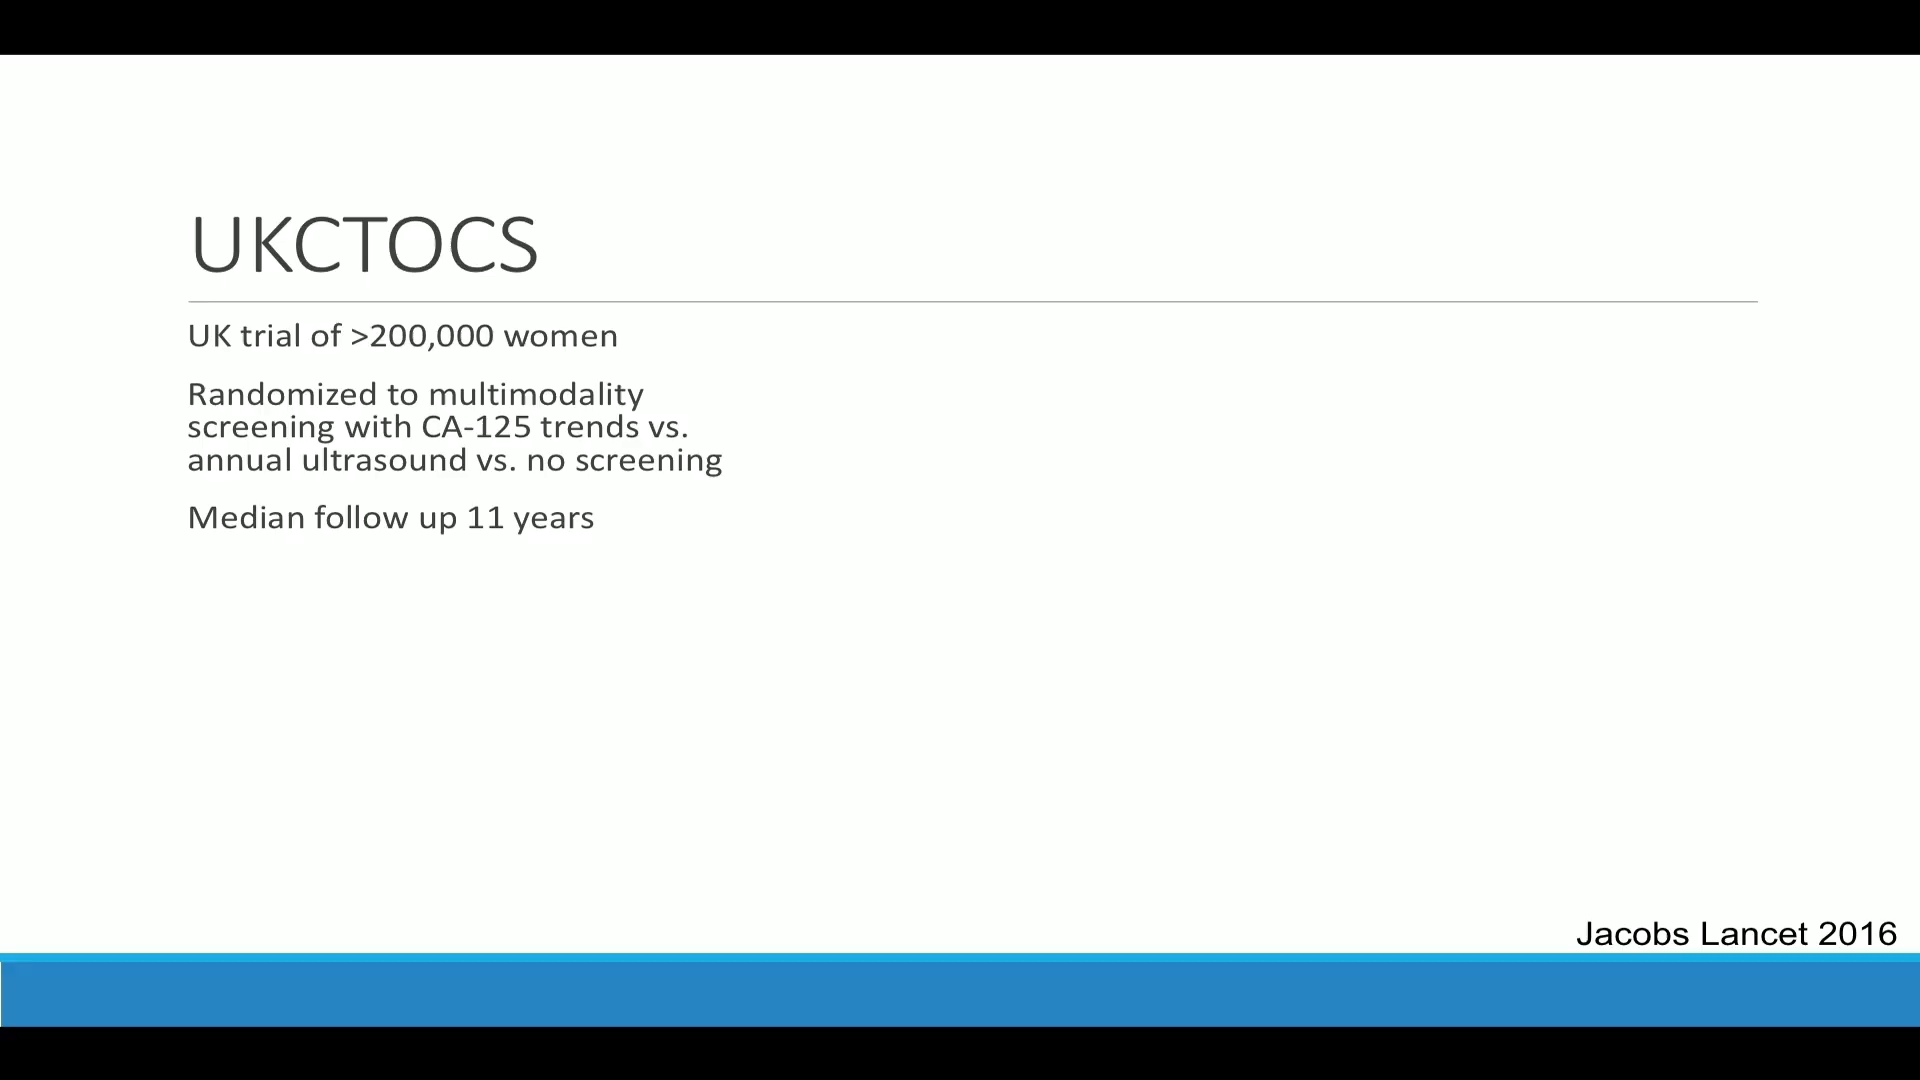 UKCTOCS
UK trial of >200,000 women
Randomized to multimodality
screening with CA-125 trends vs.
annual ultrasound vs. no screening
Median follow up 11 years
Jacobs Lancet 2016